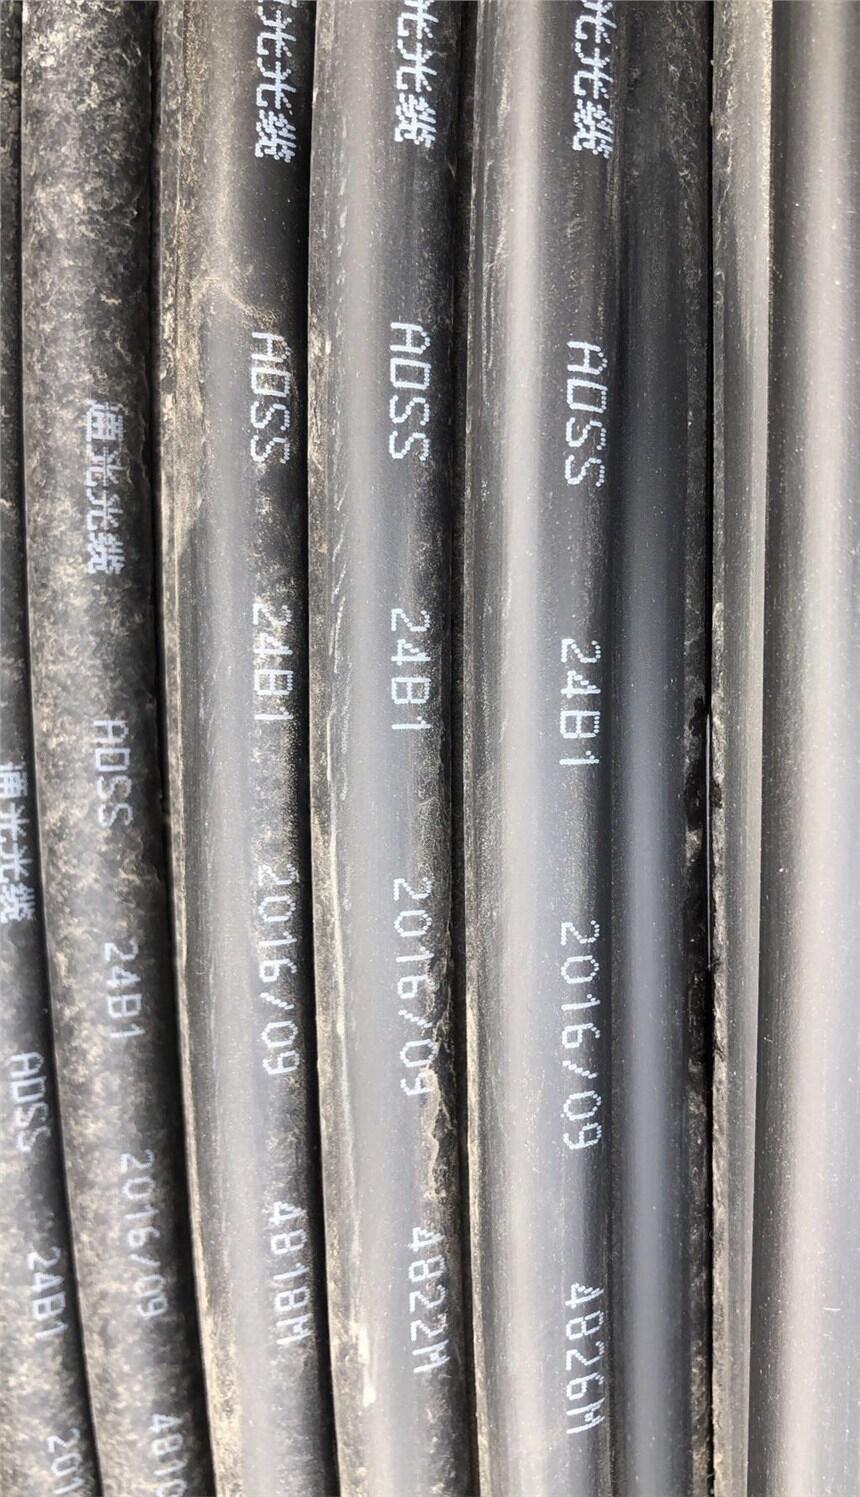 通光光缆 ADSS 24B1 201
通光光缆 ADSS 24B1 2016/09
光光缆 ADSS 24B1 2016/09 4818M
光光缆 ADSS 24B1 2016/09 4822M
光光缆 ADSS 24B1 2016/09 4826M